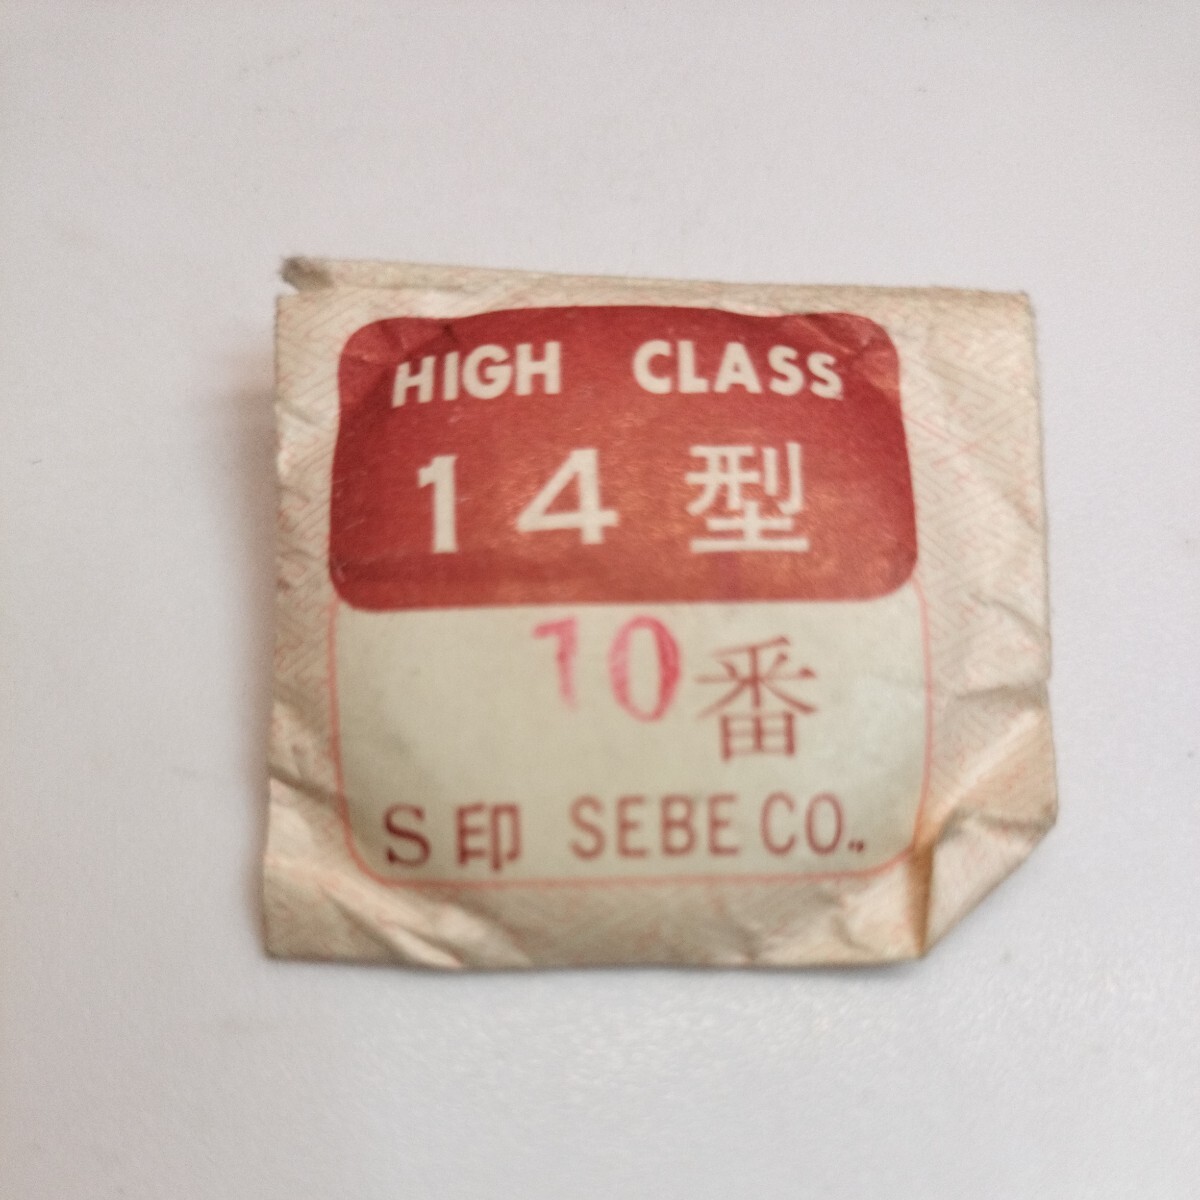 HIGH CLASS
14型
10番
S印 SEBE CO.,,